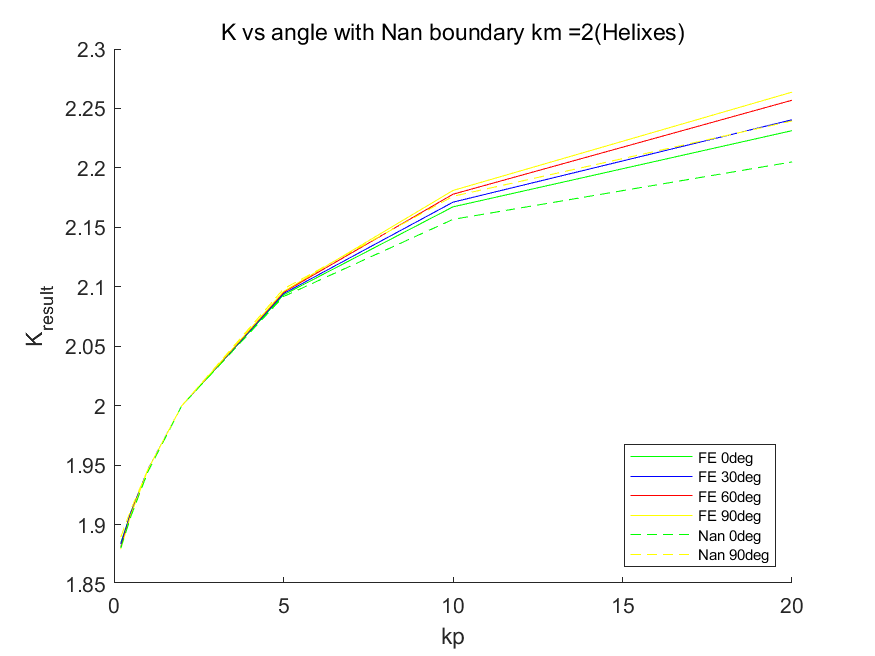 K vs angle with Nan boundary km =2(Helixes)
2.3
2.25
2.2
2.15
2.1
2.05
2
1.95
1.9
1.85
K_result
0
5
10
15
20
kp
FE 0deg
FE 30deg
FE 60deg
FE 90deg
Nan 0deg
Nan 90deg